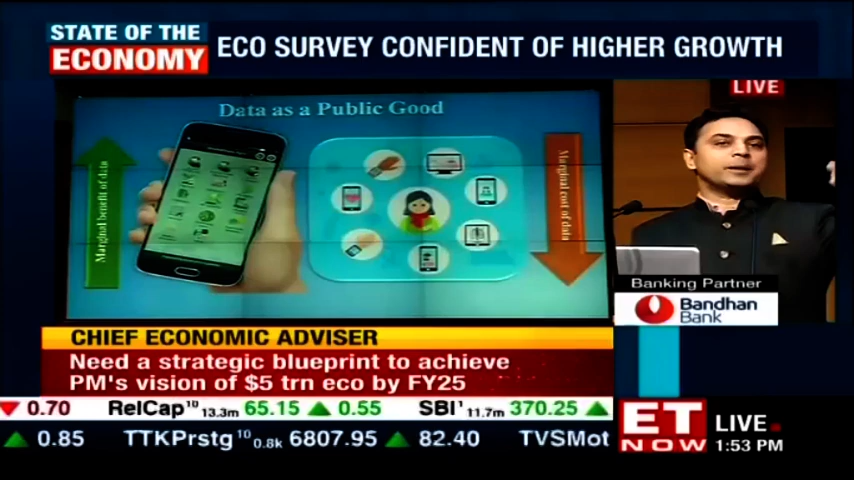 STATE OF THE
ECONOMY
ECO SURVEY CONFIDENT OF HIGHER GROWTH
LIVE
Data as a Public Good
Marginal benefit of data
Marginal cost of data
Banking Partner
Bandhan
Bank
CHIEF ECONOMIC ADVISER
Need a strategic blueprint to achieve
PM's vision of $5 trn eco by FY25
0.70 RelCap 10 13.3m 65.15 0.55 SBI 1 11.7m 370.25
0.85 TTKPrstg 10 0.8k 6807.95 82.40 TVSMot
ET
NOW
LIVE
1:53 PM